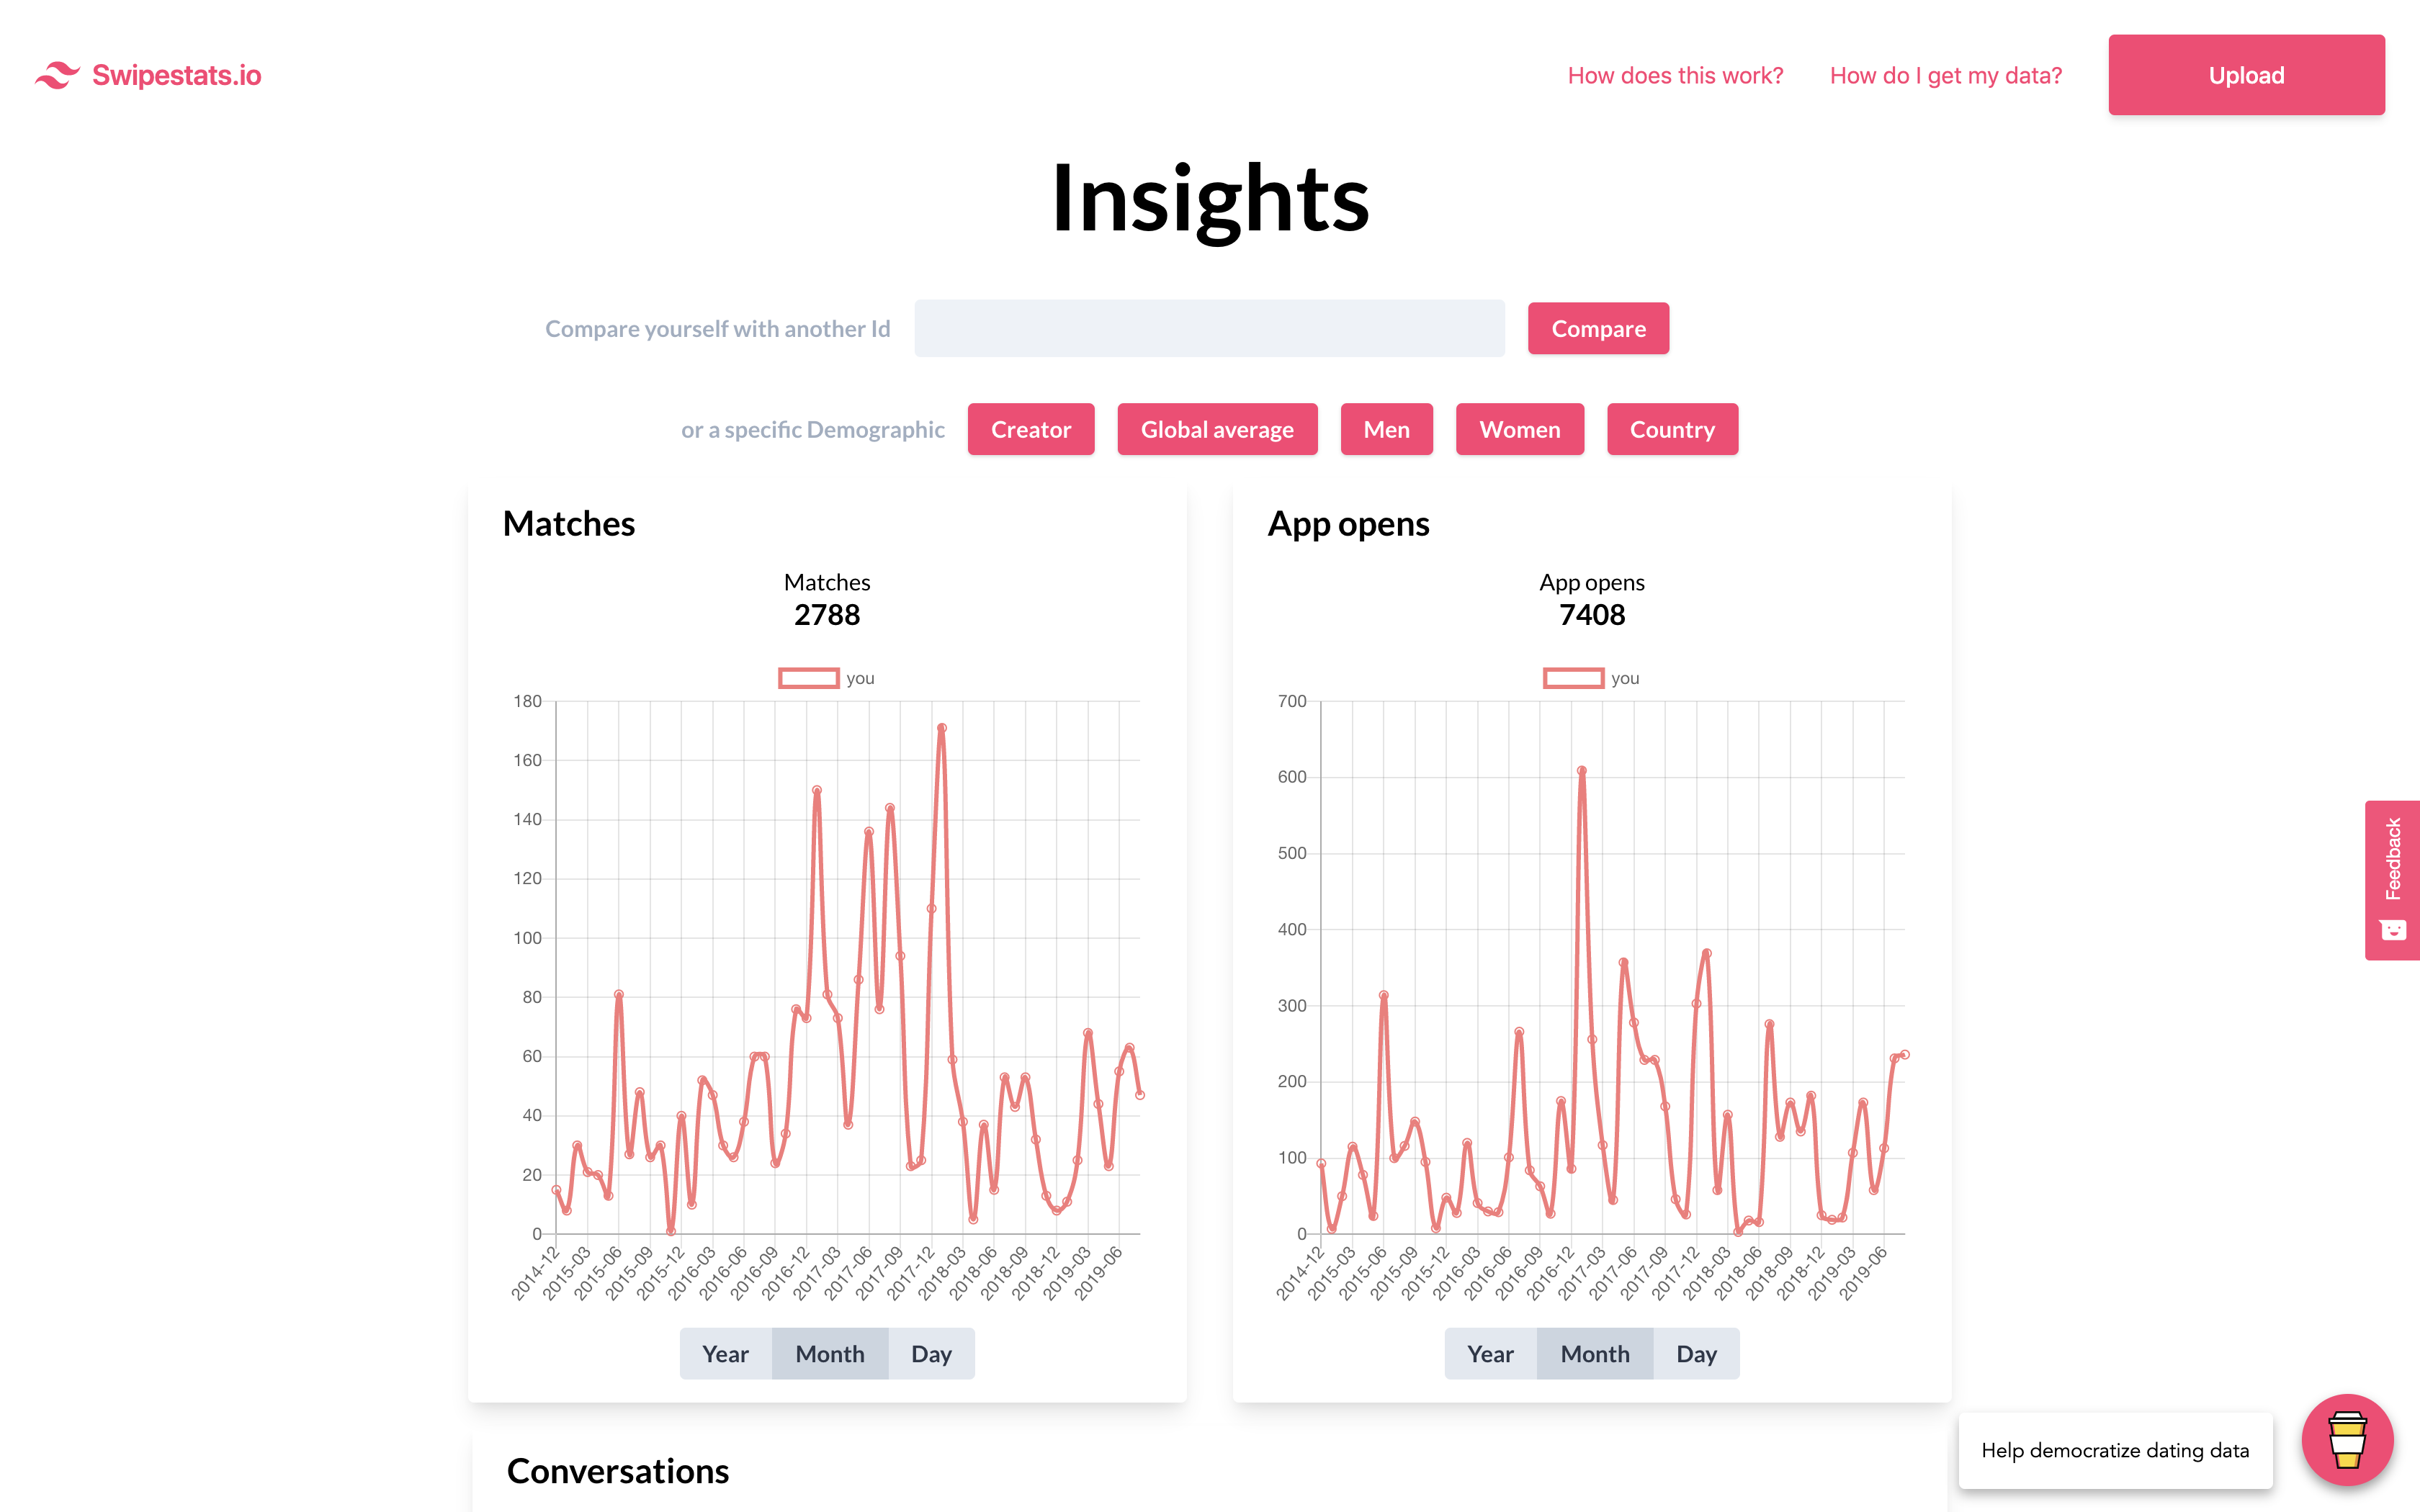 Swipestats.io
How does this work?
How do I get my data?
Upload
Insights
Compare yourself with another Id
Compare
or a specific Demographic
Creator
Global average
Men
Women
Country
Matches
Matches
2788
you
180
160
140
120
100
80
60
40
20
0
2014-12
2015-03
2015-06
2015-09
2015-12
2016-03
2016-06
2016-09
2016-12
2017-03
2017-06
2017-09
2017-12
2018-03
2018-06
2018-09
2018-12
2019-03
2019-06
Year
Month
Day
App opens
App opens
7408
you
700
600
500
400
300
200
100
0
2014-12
2015-03
2015-06
2015-09
2015-12
2016-03
2016-06
2016-09
2016-12
2017-03
2017-06
2017-09
2017-12
2018-03
2018-06
2018-09
2018-12
2019-03
2019-06
Year
Month
Day
Feedback
Conversations
Help democratize dating data